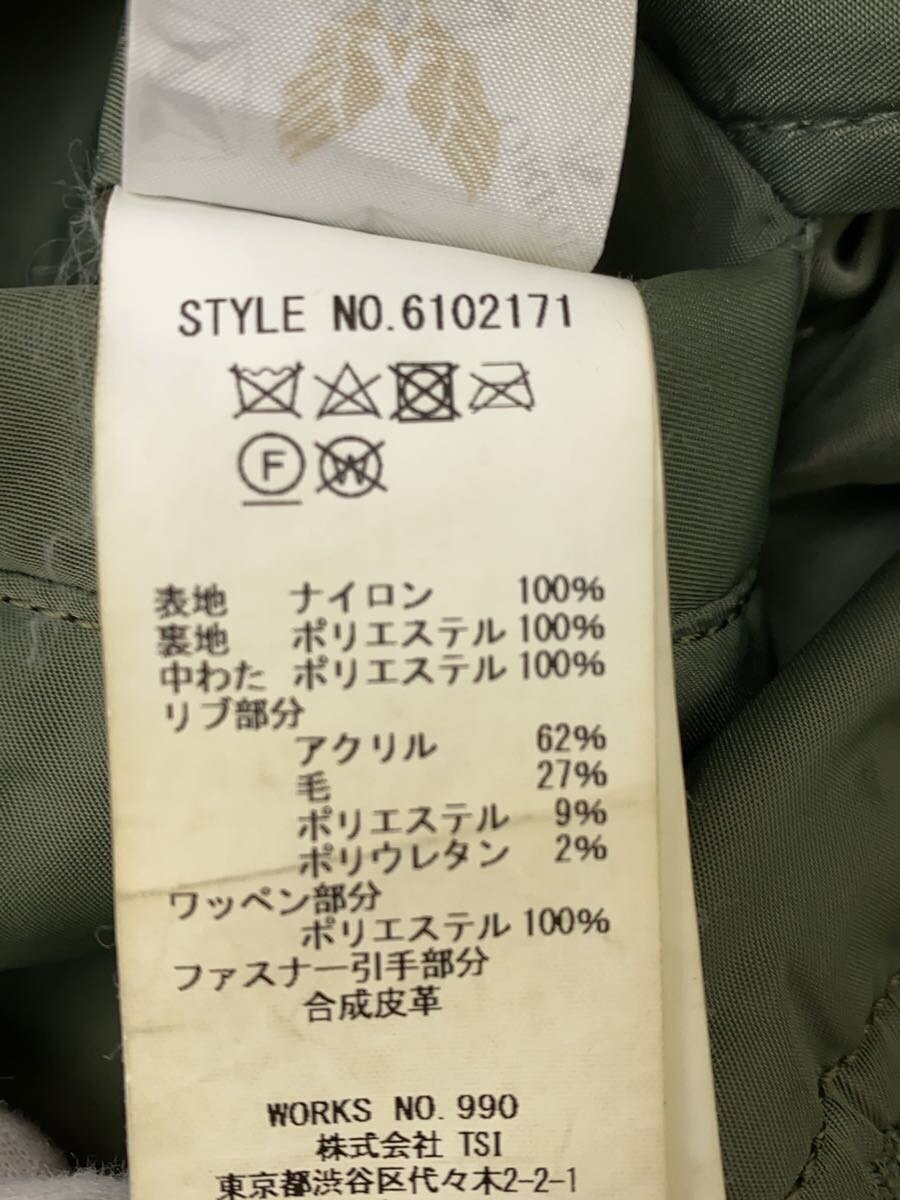 STYLE NO.6102171
F W
表地 ナイロン 100%
裏地 ポリエステル 100%
中わた ポリエステル 100%
リブ部分
アクリル 62%
毛 27%
ポリエステル 9%
ポリウレタン 2%
ワッペン部分
ポリエステル 100%
ファスナー引手部分
合成皮革
WORKS NO.990
株式会社 TSI
東京都渋谷区代々木2-2-1